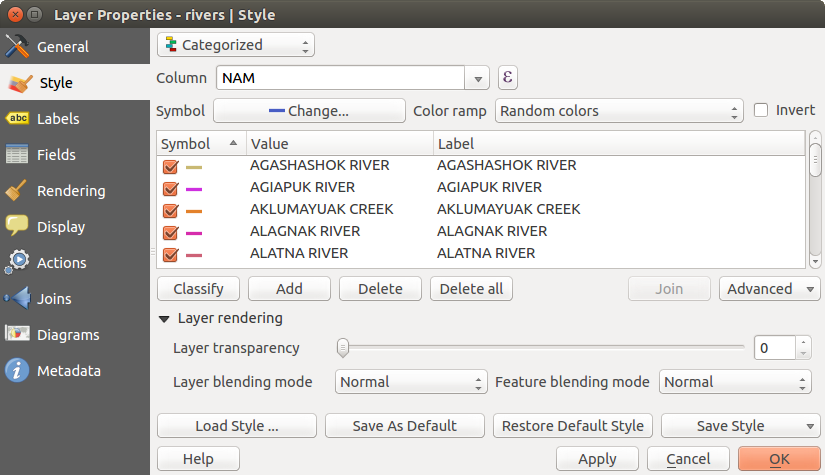 Layer Properties - rivers | Style
General
Style
abc Labels
Fields
Rendering
Display
Actions
Joins
Diagrams
Metadata
Categorized
Column NAM ε
Symbol Change... Color ramp Random colors Invert
Symbol Value Label
AGASHASHOK RIVER AGASHASHOK RIVER
AGIAPUK RIVER AGIAPUK RIVER
AKLUMAYUAK CREEK AKLUMAYUAK CREEK
ALAGNAK RIVER ALAGNAK RIVER
ALATNA RIVER ALATNA RIVER
Classify Add Delete Delete all Join Advanced
Layer rendering
Layer transparency 0
Layer blending mode Normal Feature blending mode Normal
Load Style ... Save As Default Restore Default Style Save Style
Help Apply Cancel OK